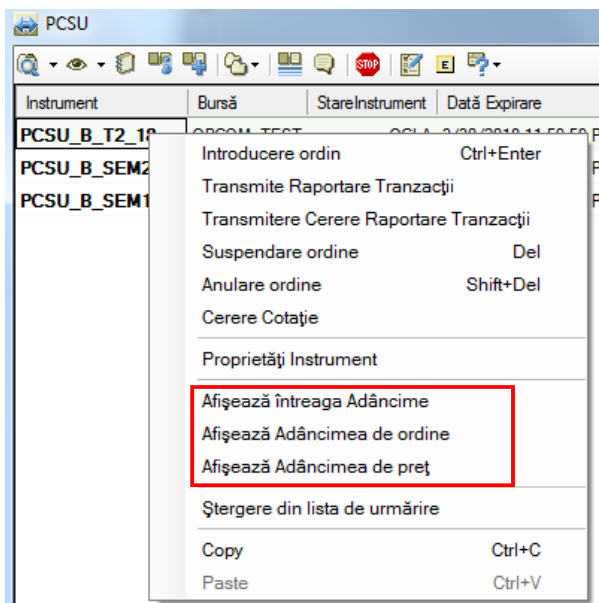 PCSU
STOP E
Instrument Bursă StareInstrument Dată Expirare
PCSU_B_T2_18
PCSU_B_SEM2
PCSU_B_SEM1
Introducere ordin Ctrl+Enter
Transmite Raportare Tranzacţii
Transmitere Cerere Raportare Tranzacţii
Suspendare ordine Del
Anulare ordine Shift+Del
Cerere Cotaţie
Proprietăţi Instrument
Afişează întreaga Adâncime
Afişează Adâncimea de ordine
Afişează Adâncimea de preţ
Ştergere din lista de urmărire
Copy Ctrl+C
Paste Ctrl+V